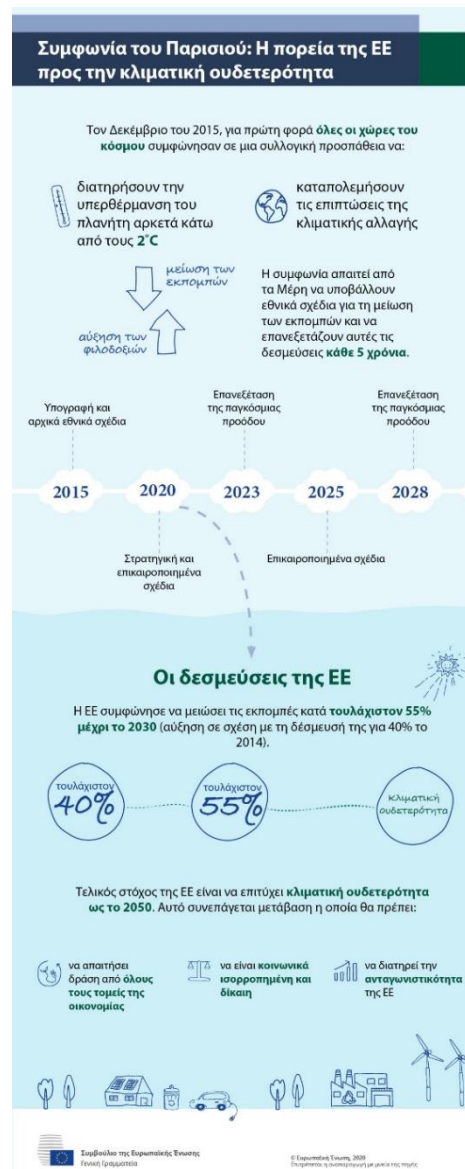 Συμφωνία του Παρισιού: Η πορεία της ΕΕ
προς την κλιματική ουδετερότητα
Τον Δεκέμβριο του 2015, για πρώτη φορά όλες οι χώρες του
κόσμου συμφώνησαν σε μια συλλογική προσπάθεια να:
διατηρήσουν την
υπερθέρμανση του
πλανήτη αρκετά κάτω
από τους 2°C
καταπολεμήσουν
τις επιπτώσεις της
κλιματικής αλλαγής
μείωση των
εκπομπών
αύξηση των
φιλοδοξιών
Η συμφωνία απαιτεί από
τα Μέρη να υποβάλλουν
εθνικά σχέδια για τη μείωση
των εκπομπών και να
επανεξετάζουν αυτές τις
δεσμεύσεις κάθε 5 χρόνια.
Υπογραφή και
αρχικά εθνικά σχέδια
Επανεξέταση
της παγκόσμιας
προόδου
Επανεξέταση
της παγκόσμιας
προόδου
2015 2020 2023 2025 2028
Στρατηγική και
επικαιροποιημένα
σχέδια
Επικαιροποιημένα σχέδια
Οι δεσμεύσεις της ΕΕ
Η ΕΕ συμφώνησε να μειώσει τις εκπομπές κατά τουλάχιστον 55%
μέχρι το 2030 (αύξηση σε σχέση με τη δέσμευσή της για 40% το
2014).
τουλάχιστον
40%
τουλάχιστον
55%
κλιματική
ουδετερότητα
Τελικός στόχος της ΕΕ είναι να επιτύχει κλιματική ουδετερότητα
ως το 2050. Αυτό συνεπάγεται μετάβαση η οποία θα πρέπει:
να απαιτήσει
δράση από όλους
τους τομείς της
οικονομίας
να είναι κοινωνικά
ισορροπημένη και
δίκαιη
να διατηρεί την
ανταγωνιστικότητα
της ΕΕ
Συμβούλιο της Ευρωπαϊκής Ένωσης
Γενική Γραμματεία
© Ευρωπαϊκή Ένωση, 2020
Επιτρέπεται η αναπαραγωγή με μνεία της πηγής